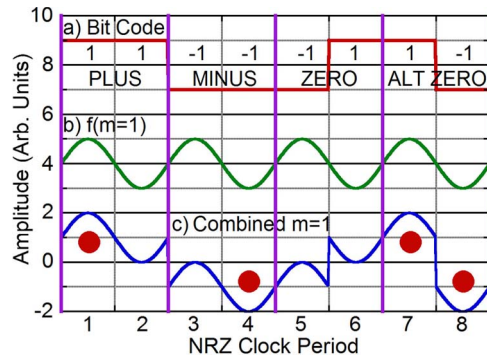 Amplitude (Arb. Units)
10
8
6
4
2
0
-2
a) Bit Code
1 1 -1 -1 -1 1 1 -1
PLUS MINUS ZERO ALT ZERO
b) f(m=1)
c) Combined m=1
1 2 3 4 5 6 7 8
NRZ Clock Period